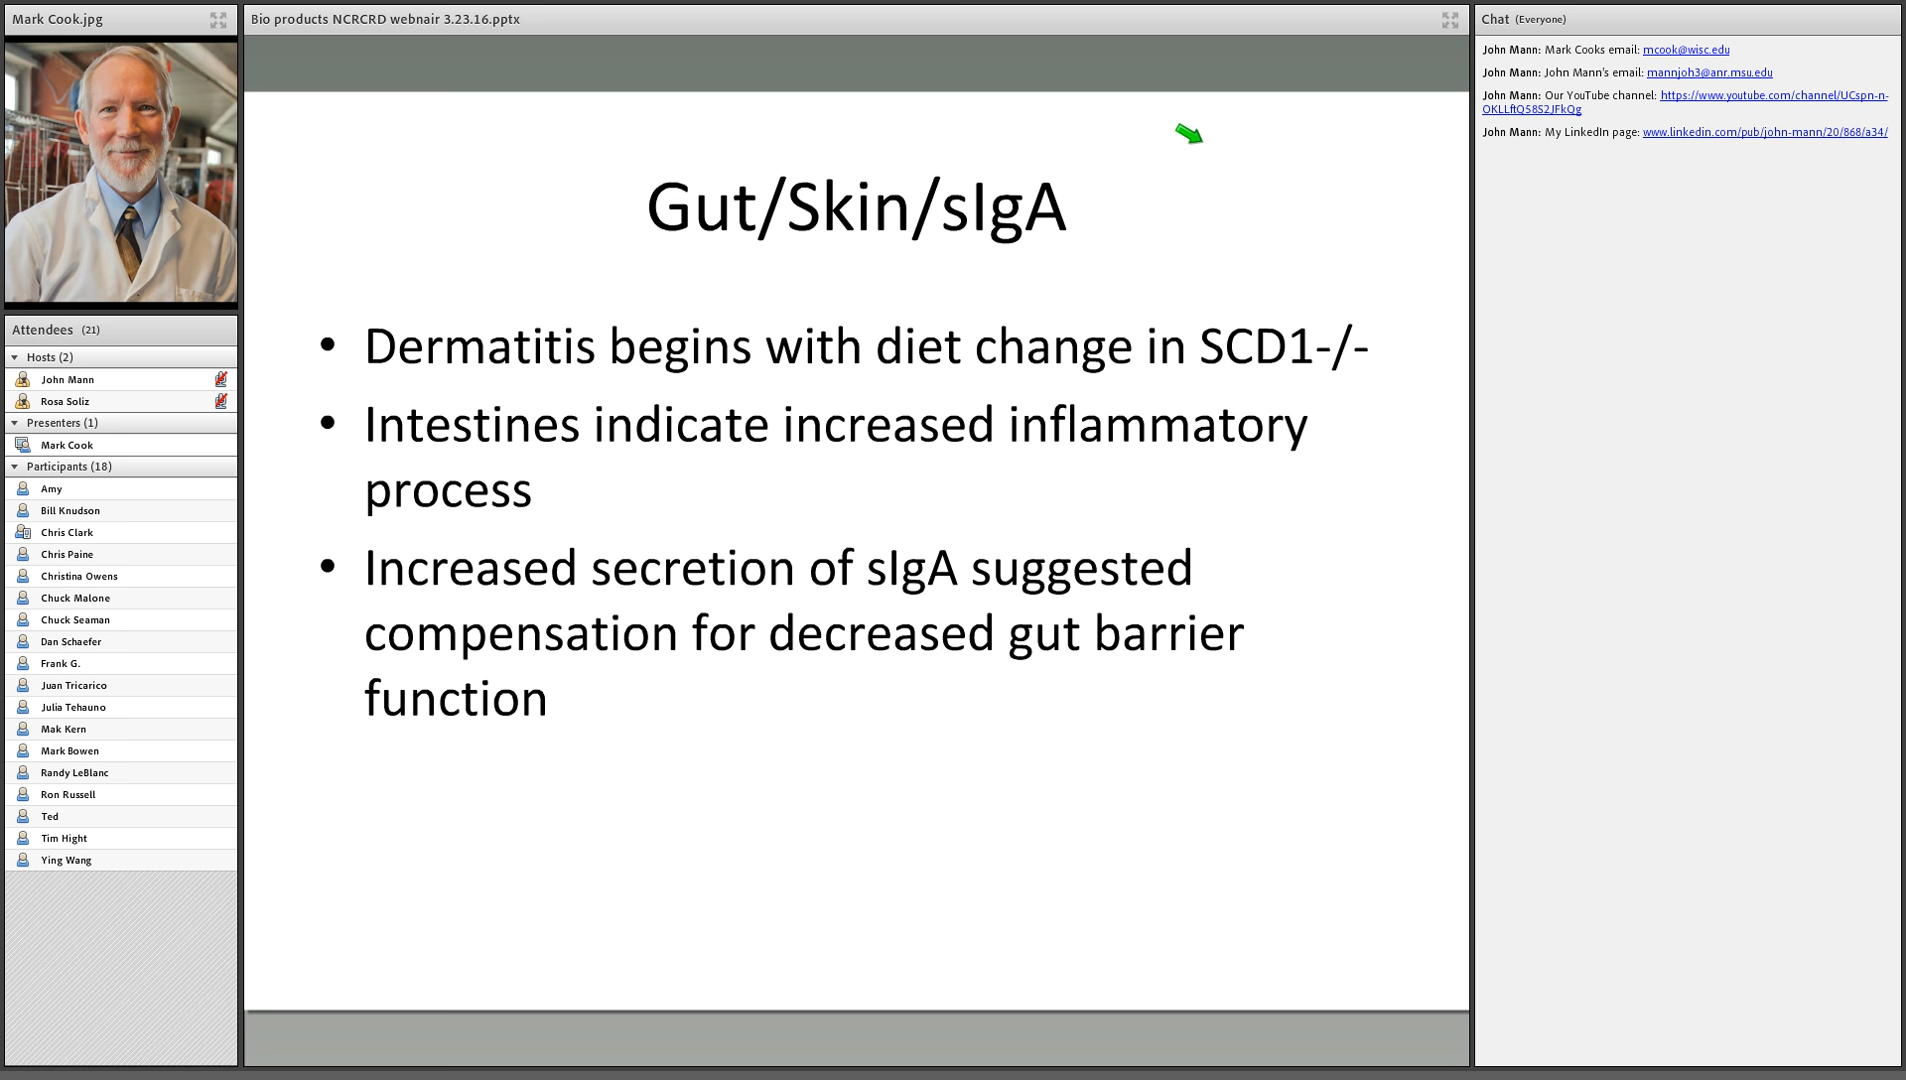 Mark Cook.jpg
Attendees (21)
Hosts (2)
John Mann
Rosa Soliz
Presenters (1)
Mark Cook
Participants (18)
Amy
Bill Knudson
Chris Clark
Chris Paine
Christina Owens
Chuck Malone
Chuck Seaman
Dan Schaefer
Frank G.
Juan Tricarico
Julia Tehauno
Mak Kern
Mark Bowen
Randy LeBlanc
Ron Russell
Ted
Tim Hight
Ying Wang
Bio products NCRCRD webnair 3.23.16.pptx
Gut/Skin/sIgA
• Dermatitis begins with diet change in SCD1-/-
• Intestines indicate increased inflammatory
process
• Increased secretion of sIgA suggested
compensation for decreased gut barrier
function
Chat (Everyone)
John Mann: Mark Cooks email: mcook@wisc.edu
John Mann: John Mann's email: mannjoh3@anr.msu.edu
John Mann: Our YouTube channel: https://www.youtube.com/channel/UCspn-n-
OKLLftQ58S2JFkQg
John Mann: My LinkedIn page: www.linkedin.com/pub/john-mann/20/868/a34/